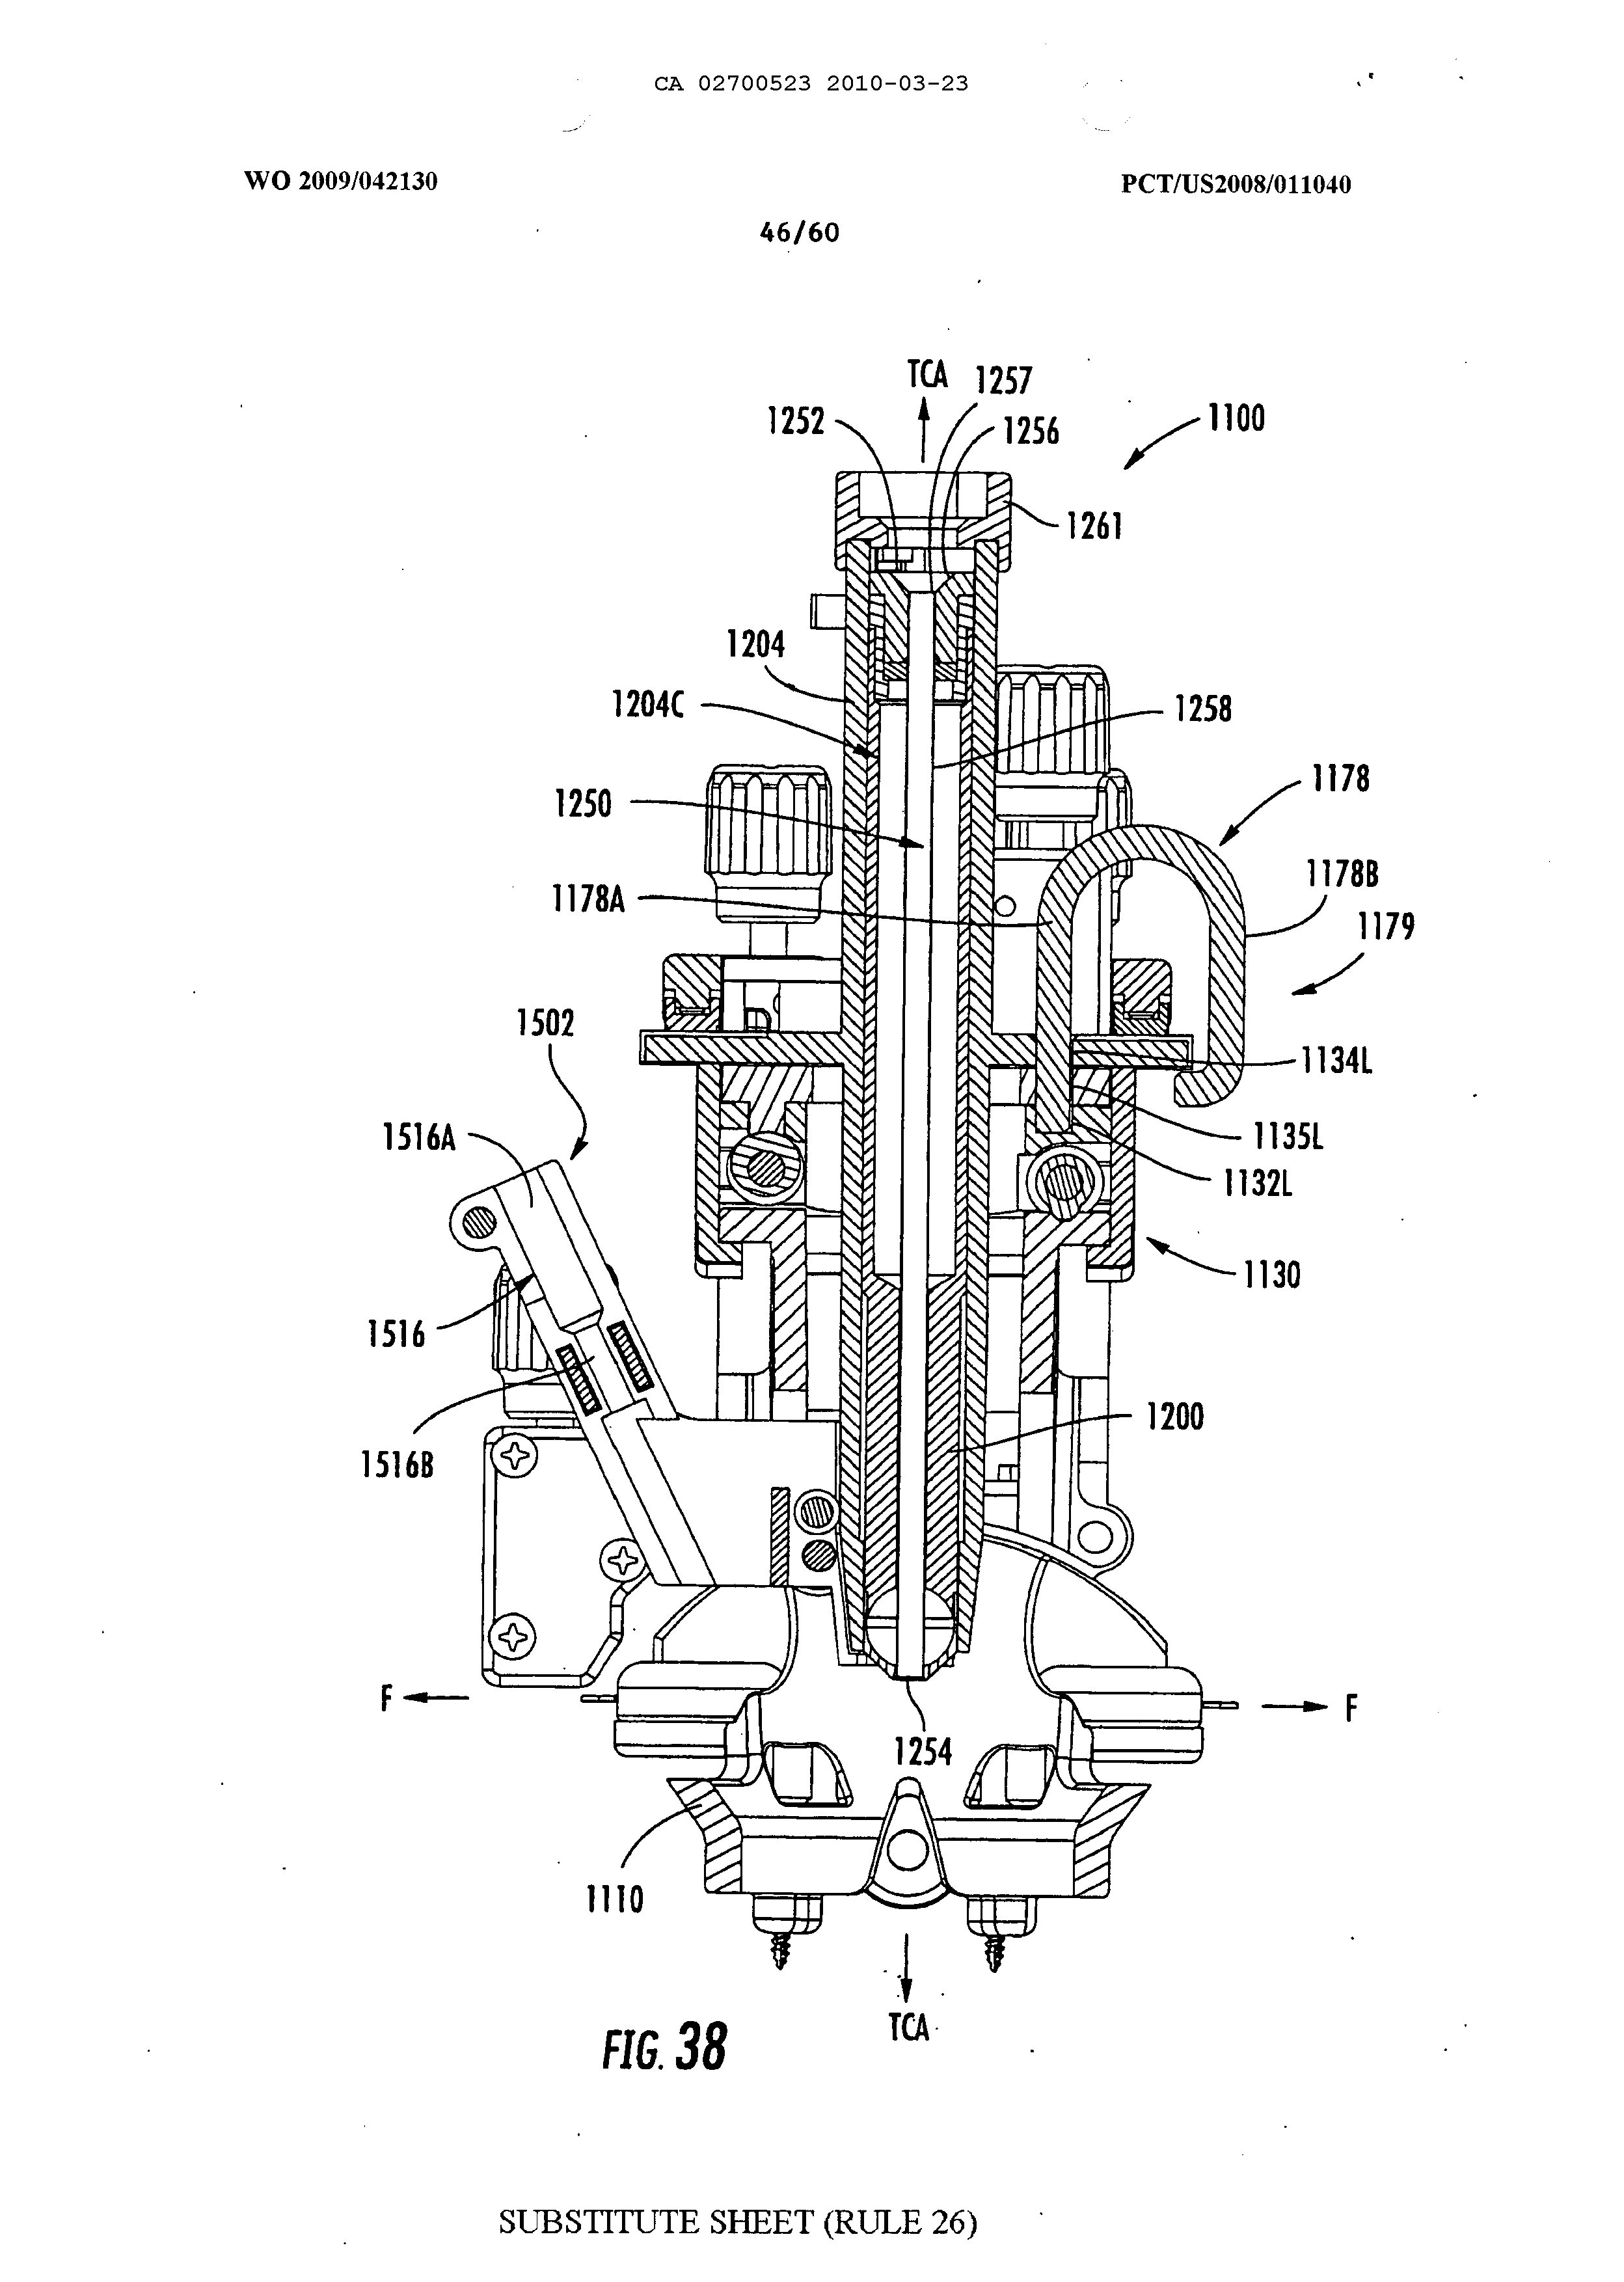 CA 02700523 2010-03-23
WO 2009/042130
PCT/US2008/011040
46/60
TCA
1257
1252
1256
1100
1261
1204
1204C
1258
1250
1178
1178A
1178B
1179
1502
1134L
1516A
1135L
1132L
1130
1516
1200
1516B
F
F
1254
1110
TCA
FIG. 38
SUBSTITUTE SHEET (RULE 26)